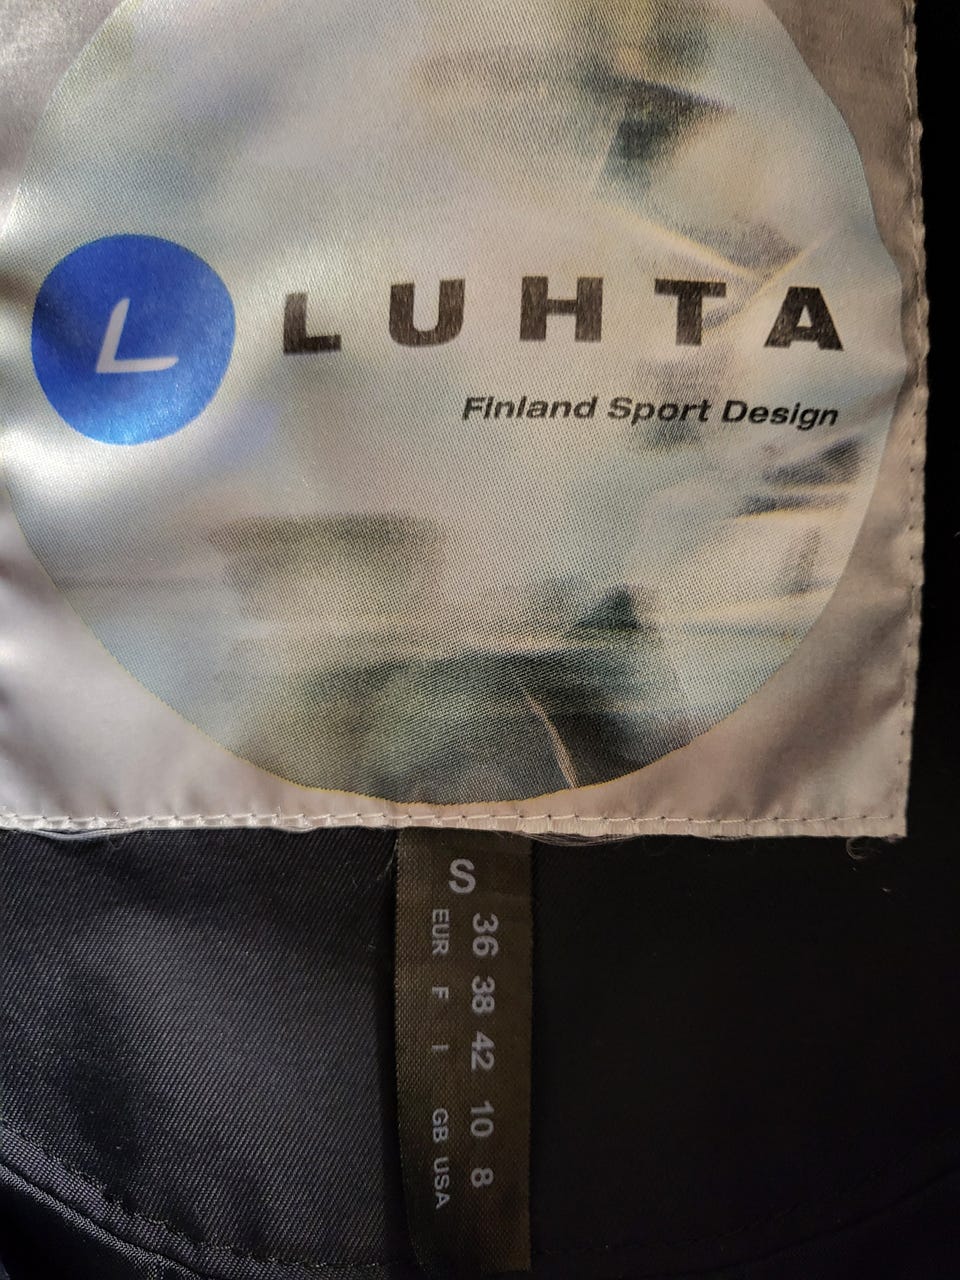 L LUHTA
Finland Sport Design
S
36 38 42 10 8
EUR F I GB USA